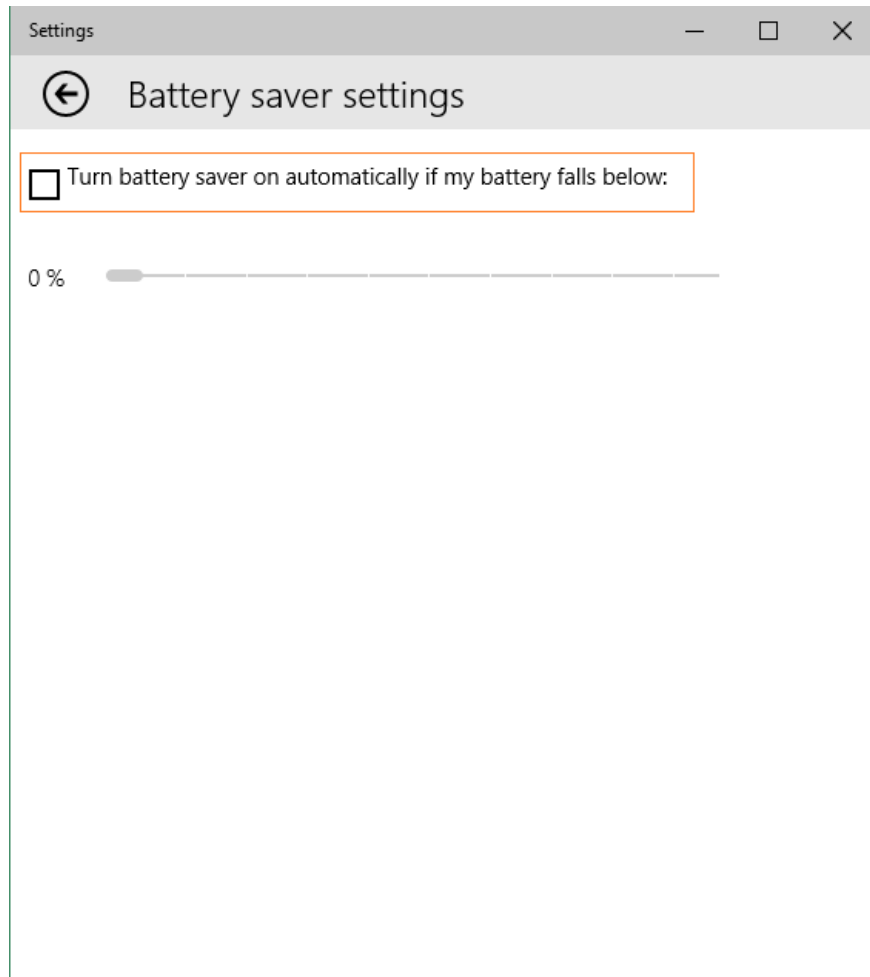 Settings
Battery saver settings
Turn battery saver on automatically if my battery falls below:
0 %